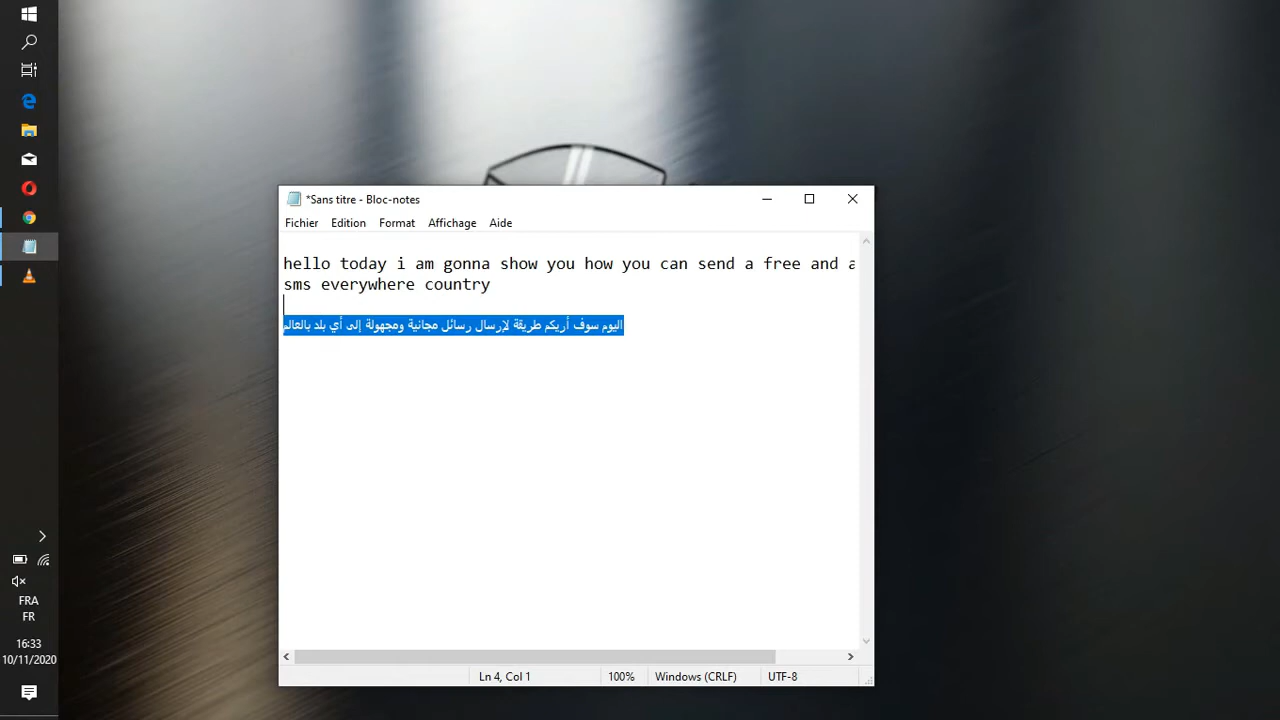 *Sans titre - Bloc-notes
Fichier Edition Format Affichage Aide
hello today i am gonna show you how you can send a free and a
sms everywhere country
اليوم سوف أريكم طريقة لإرسال رسائل مجانية ومجهولة إلى أي بلد بالعالم
FRA
FR
16:33
10/11/2020
Ln 4, Col 1 100% Windows (CRLF) UTF-8